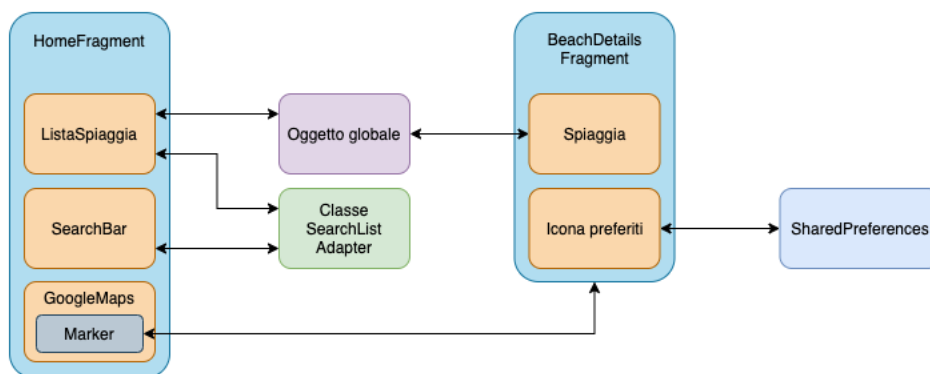 HomeFragment
ListaSpiaggia
SearchBar
GoogleMaps
Marker
Oggetto globale
Classe
SearchList
Adapter
BeachDetails
Fragment
Spiaggia
Icona preferiti
SharedPreferences